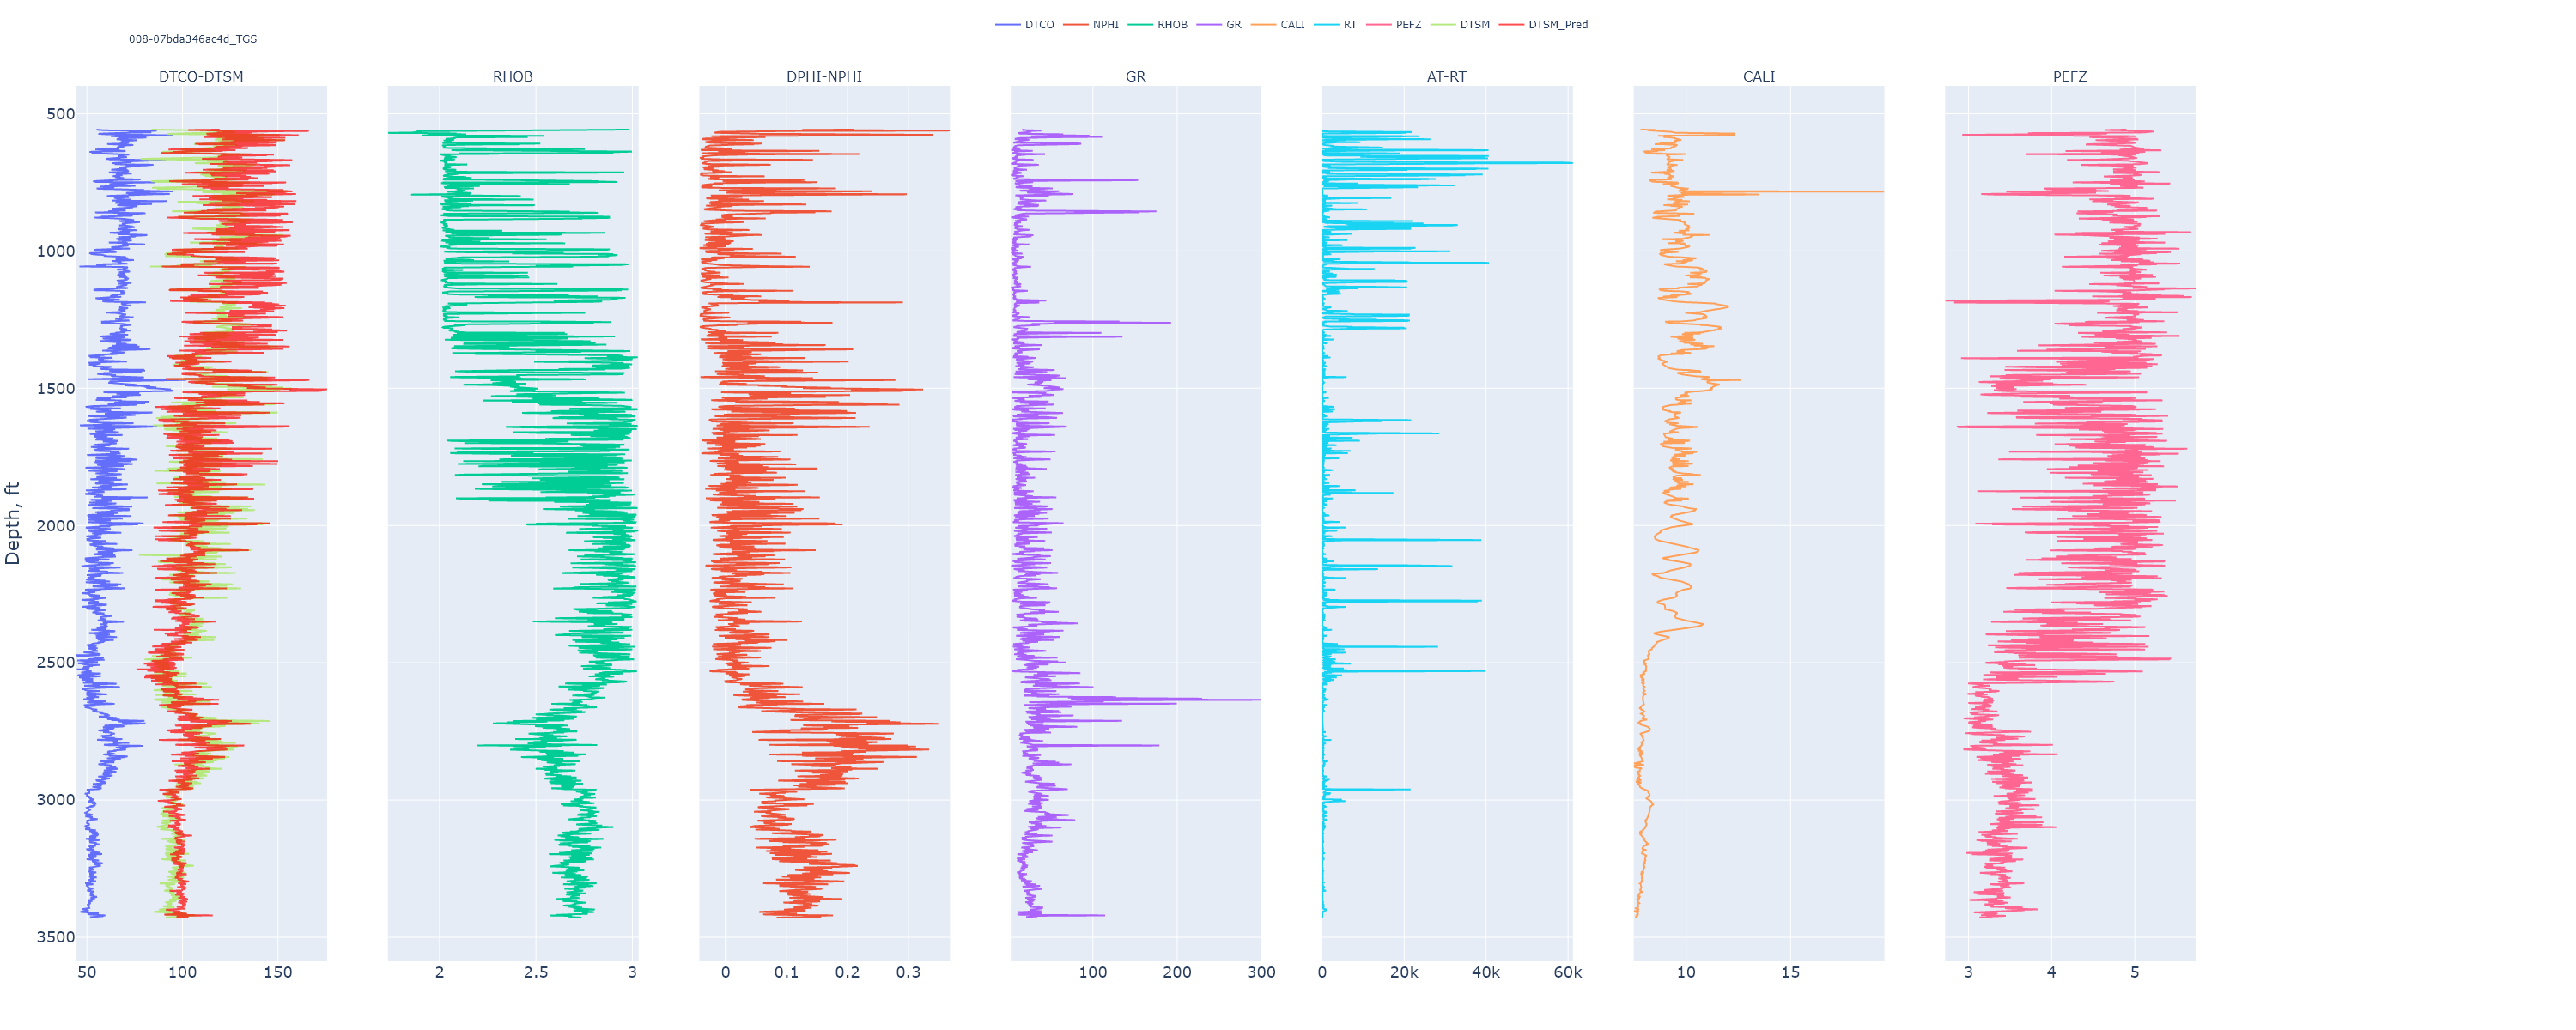 DTCO NPHI RHOB GR CALI RT PEFZ DTSM DTSM_Pred
008-07bda346ac4d_TGS
DTCO-DTSM RHOB DPHI-NPHI GR AT-RT CALI PEFZ
Depth, ft
500
1000
1500
2000
2500
3000
3500
50 100 150 2 2.5 3 0 0.1 0.2 0.3 100 200 300 0 20k 40k 60k 10 15 3 4 5